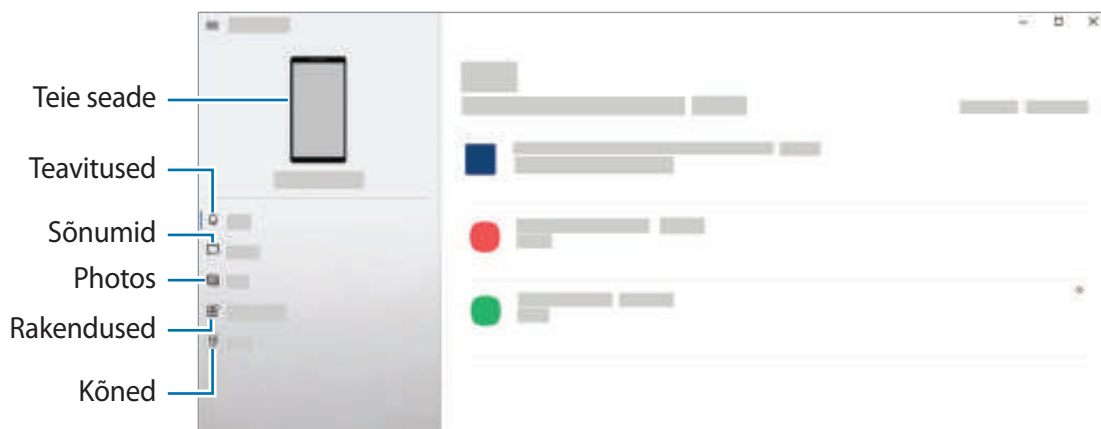 Teie seade
Teavitused
Sõnumid
Photos
Rakendused
Kõned